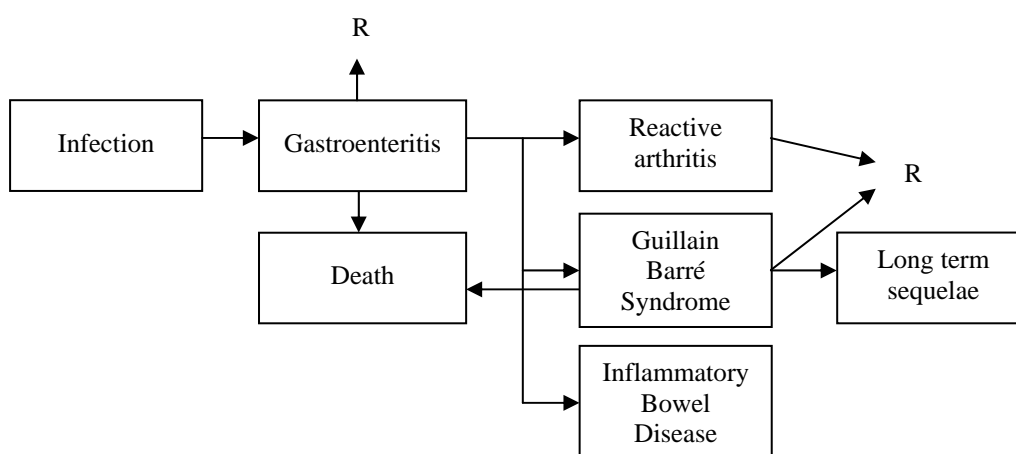 R
Infection
Gastroenteritis
Reactive
arthritis
R
Death
Guillain
Barré
Syndrome
Long term
sequelae
Inflammatory
Bowel
Disease